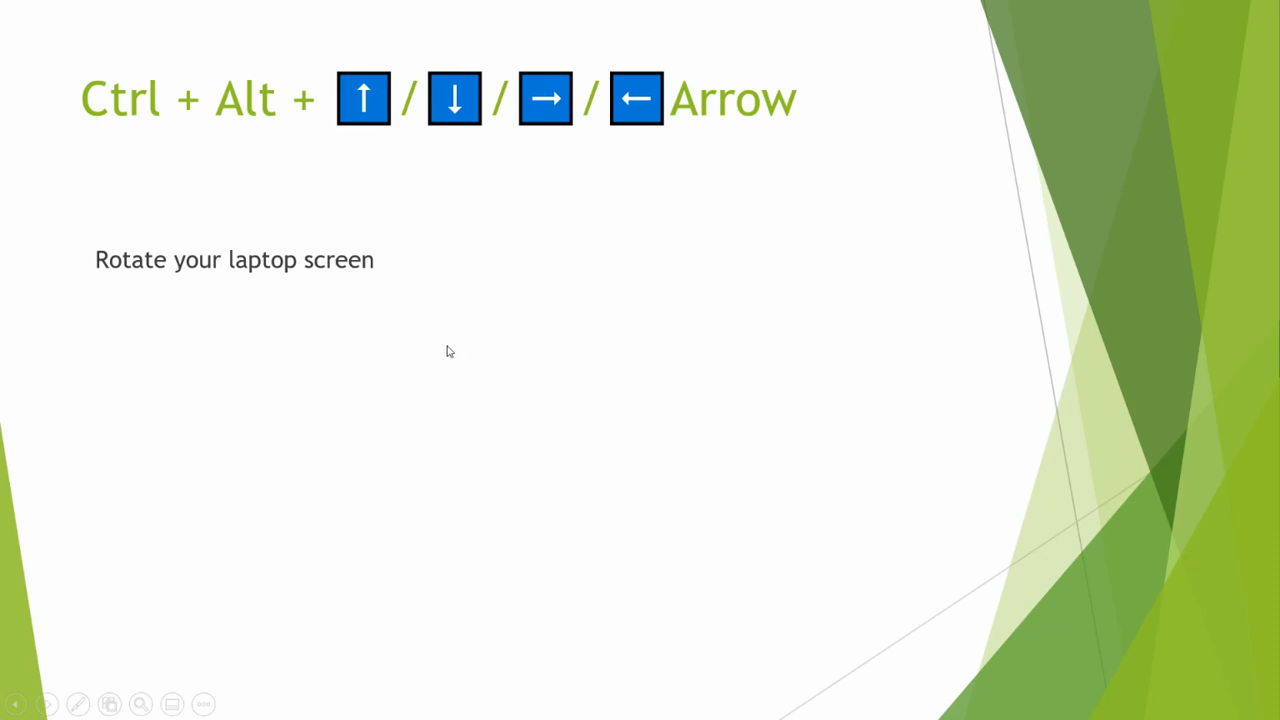 Ctrl + Alt + ↑ / ↓ / → / ← Arrow
Rotate your laptop screen